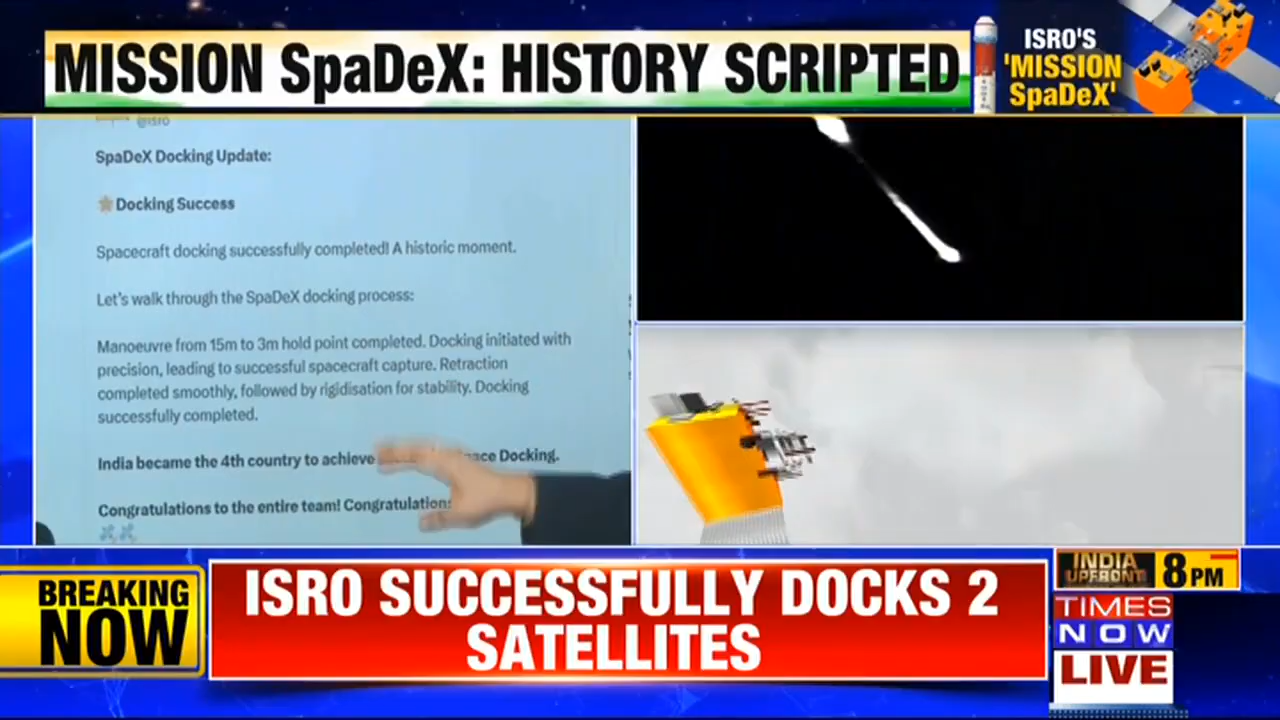 MISSION SpaDeX: HISTORY SCRIPTED
ISRO'S
'MISSION
SpaDeX'
@isro
SpaDeX Docking Update:
Docking Success
Spacecraft docking successfully completed! A historic moment.
Let's walk through the SpaDeX docking process:
Manoeuvre from 15m to 3m hold point completed. Docking initiated with
precision, leading to successful spacecraft capture. Retraction
completed smoothly, followed by rigidisation for stability. Docking
successfully completed.
India became the 4th country to achieve Docking.
Congratulations to the entire team! Congratulation
BREAKING
NOW
ISRO SUCCESSFULLY DOCKS 2
SATELLITES
INDIA
UPFRONT
8 PM
TIMES
NOW
LIVE